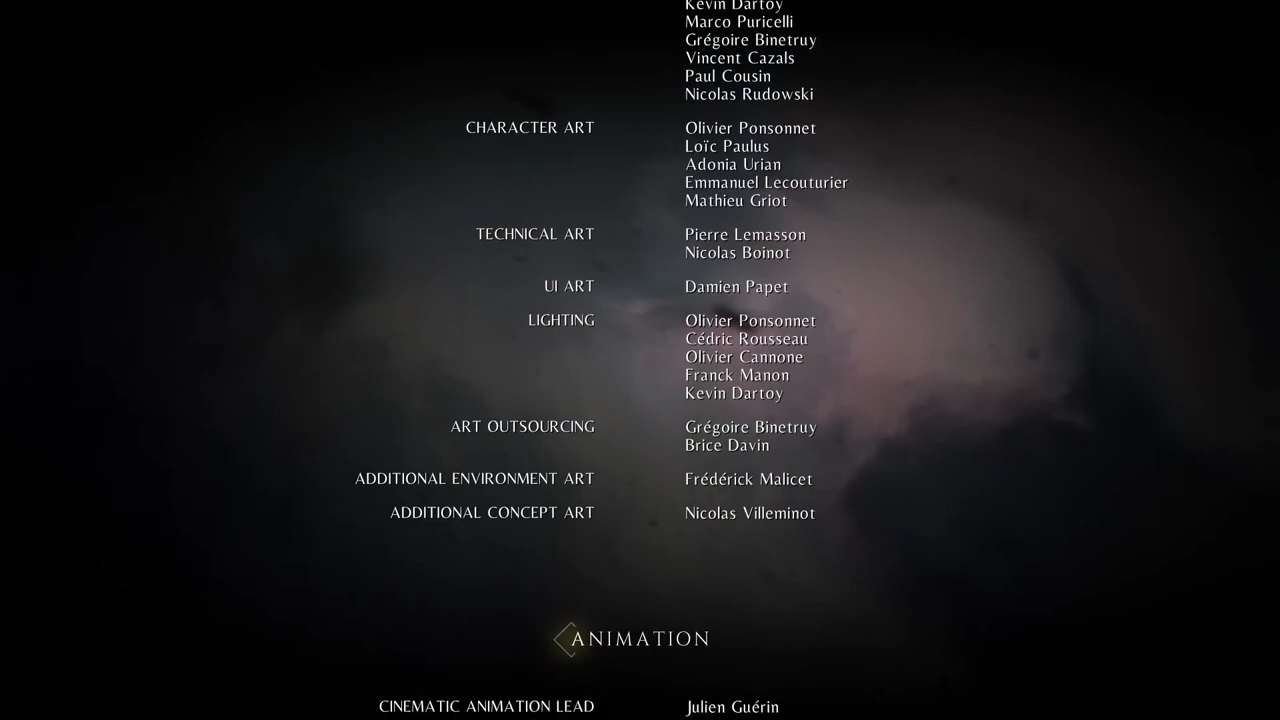 Kevin Dartoy
Marco Puricelli
Grégoire Binetruy
Vincent Cazals
Paul Cousin
Nicolas Rudowski
CHARACTER ART Olivier Ponsonnet
Loïc Paulus
Adonia Urian
Emmanuel Lecouturier
Mathieu Griot
TECHNICAL ART Pierre Lemasson
Nicolas Boinot
UI ART Damien Papet
LIGHTING Olivier Ponsonnet
Cédric Rousseau
Olivier Cannone
Franck Manon
Kevin Dartoy
ART OUTSOURCING Grégoire Binetruy
Brice Davin
ADDITIONAL ENVIRONMENT ART Frédérick Malicet
ADDITIONAL CONCEPT ART Nicolas Villeminot
ANIMATION
CINEMATIC ANIMATION LEAD Julien Guérin